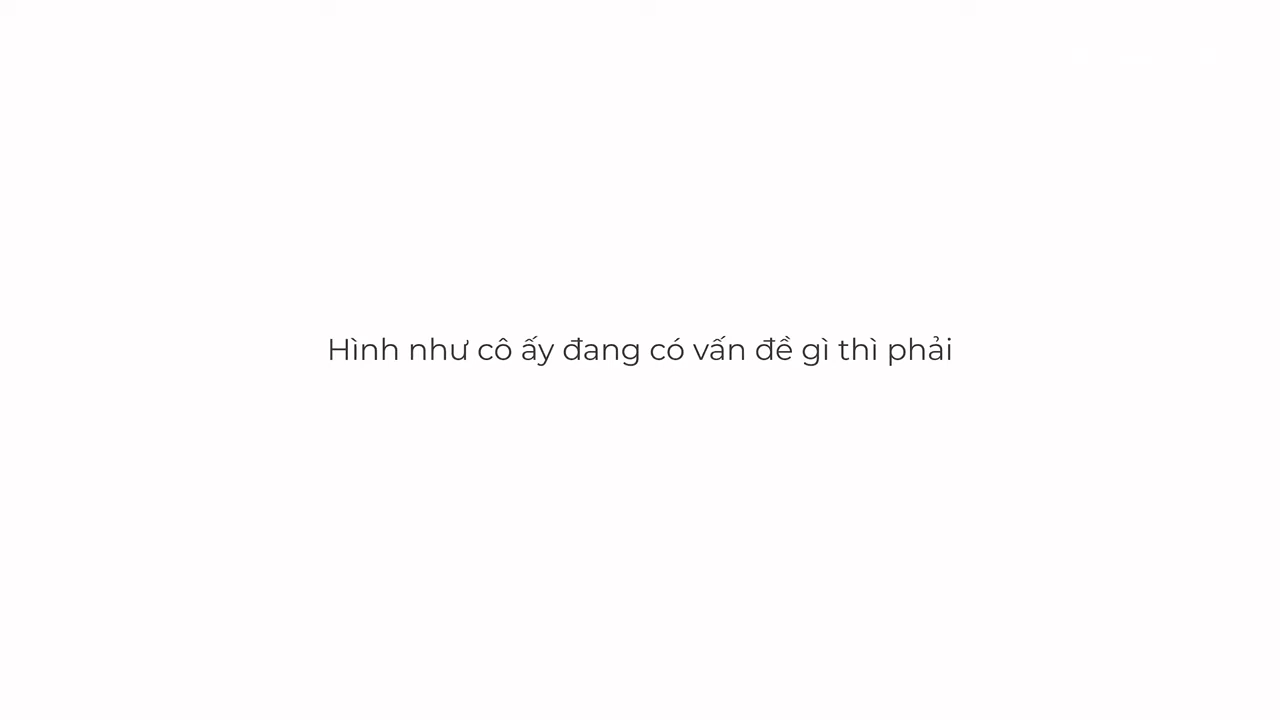 Hình như cô ấy đang có vấn đề gì thì phải